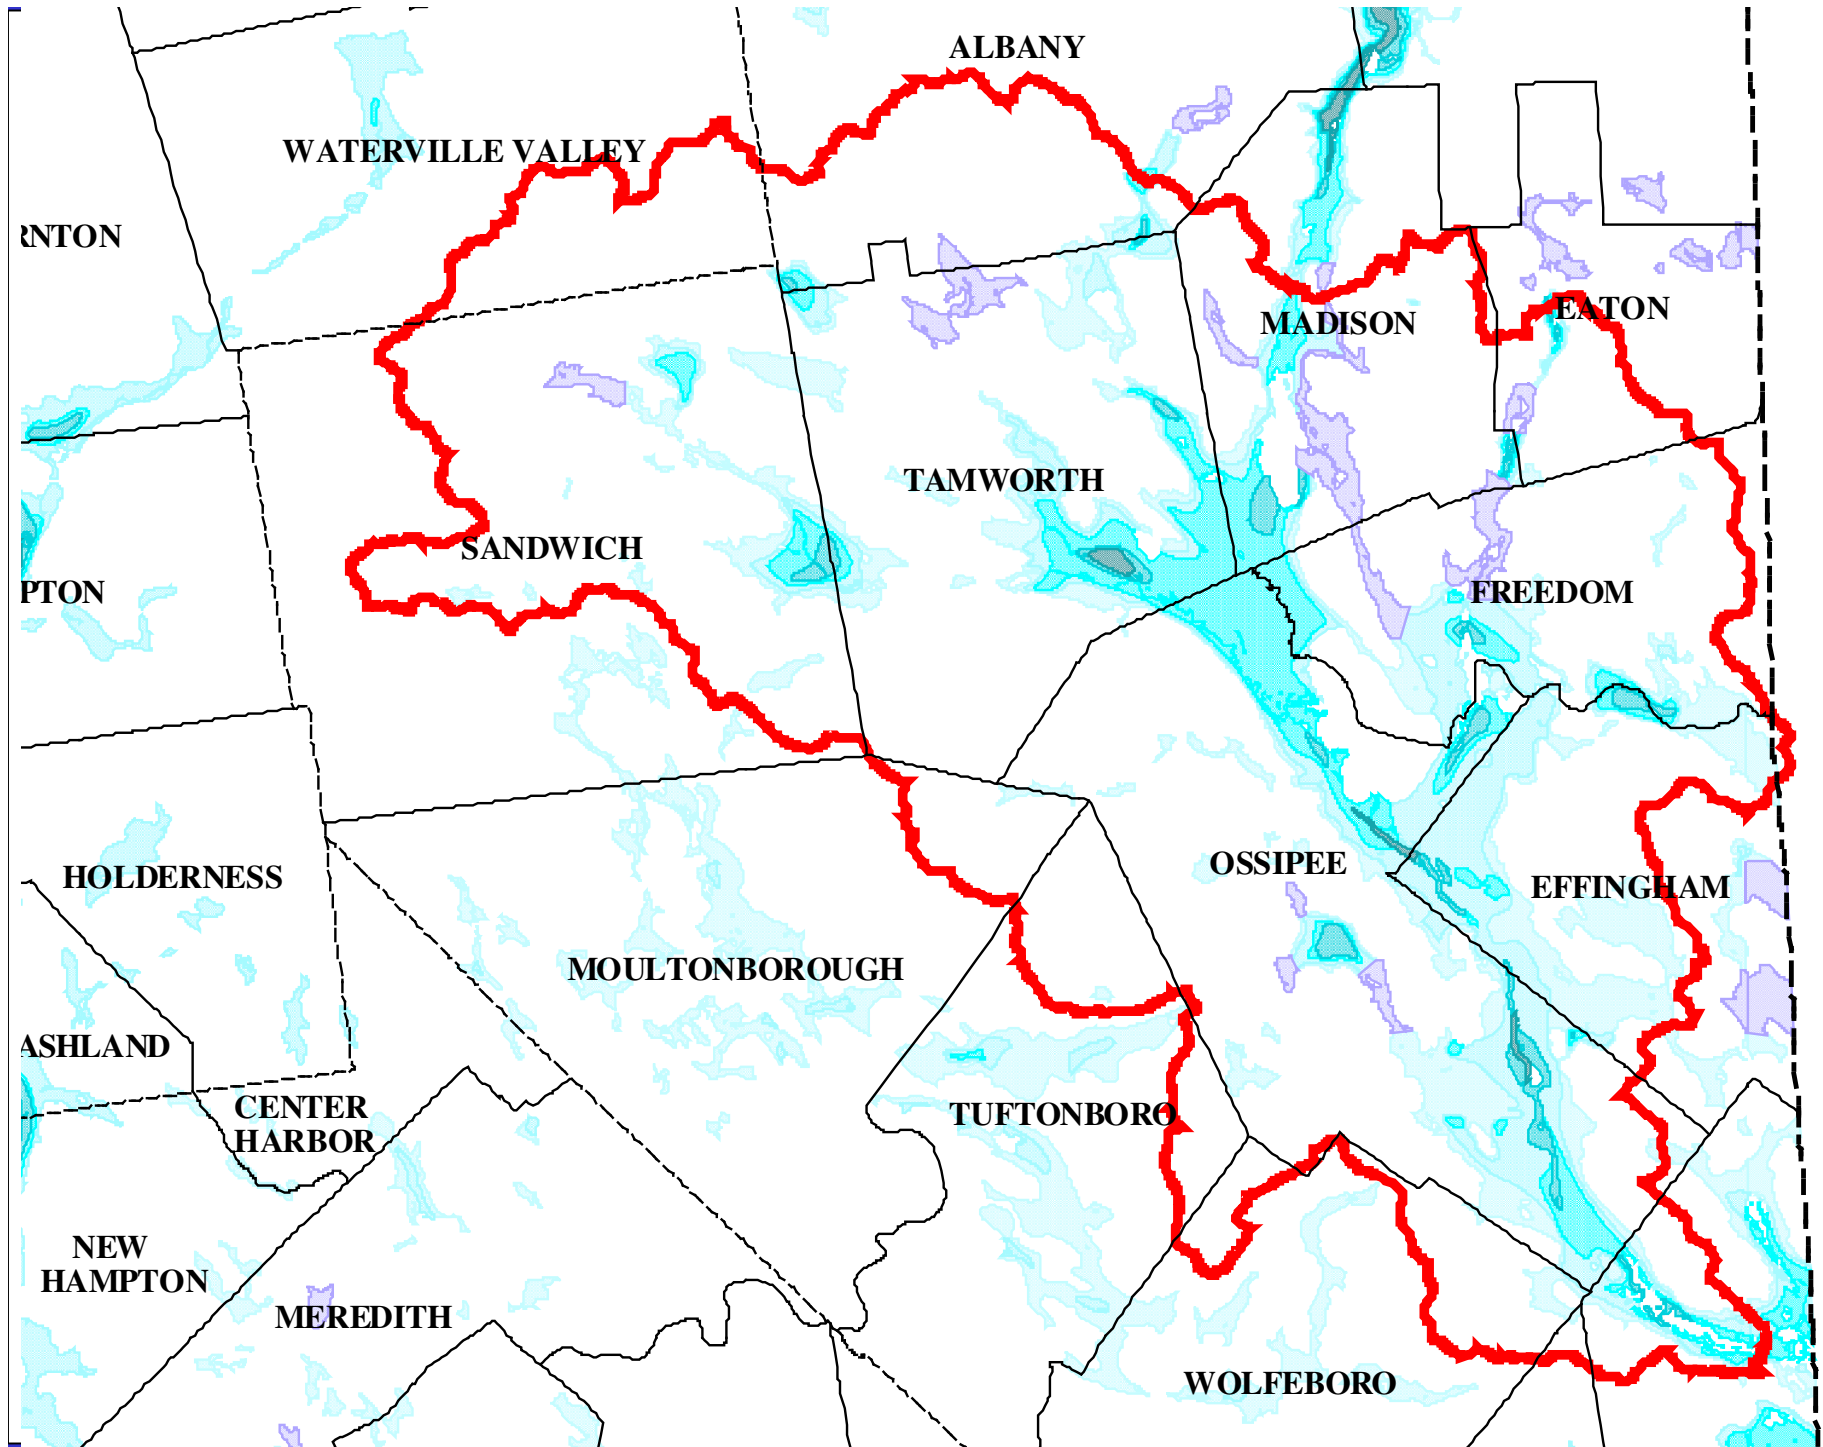 ALBANY
WATERVILLE VALLEY
RNTON
EATON
MADISON
TAMWORTH
SANDWICH
PTON
FREEDOM
OSSIPEE
HOLDERNESS
EFFINGHAM
MOULTONBOROUGH
ASHLAND
CENTER
HARBOR
TUFTONBORO
NEW
HAMPTON
MEREDITH
WOLFEBORO